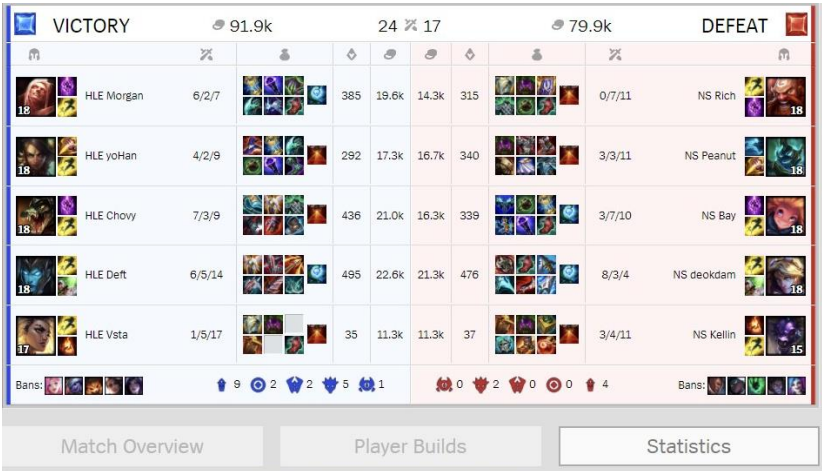 VICTORY 91.9k 24 17 79.9k DEFEAT
18 HLE Morgan 6/2/7 385 19.6k 14.3k 315 0/7/11 NS Rich 18
18 HLE yoHan 4/2/9 292 17.3k 16.7k 340 3/3/11 NS Peanut 18
18 HLE Chovy 7/3/9 436 21.0k 16.3k 339 3/7/10 NS Bay 18
18 HLE Deft 6/5/14 495 22.6k 21.3k 476 8/3/4 NS deokdam 18
17 HLE Vsta 1/5/17 35 11.3k 11.3k 37 3/4/11 NS Kellin 15
Bans: 9 2 2 5 1 0 2 0 0 4 Bans:
Match Overview Player Builds Statistics